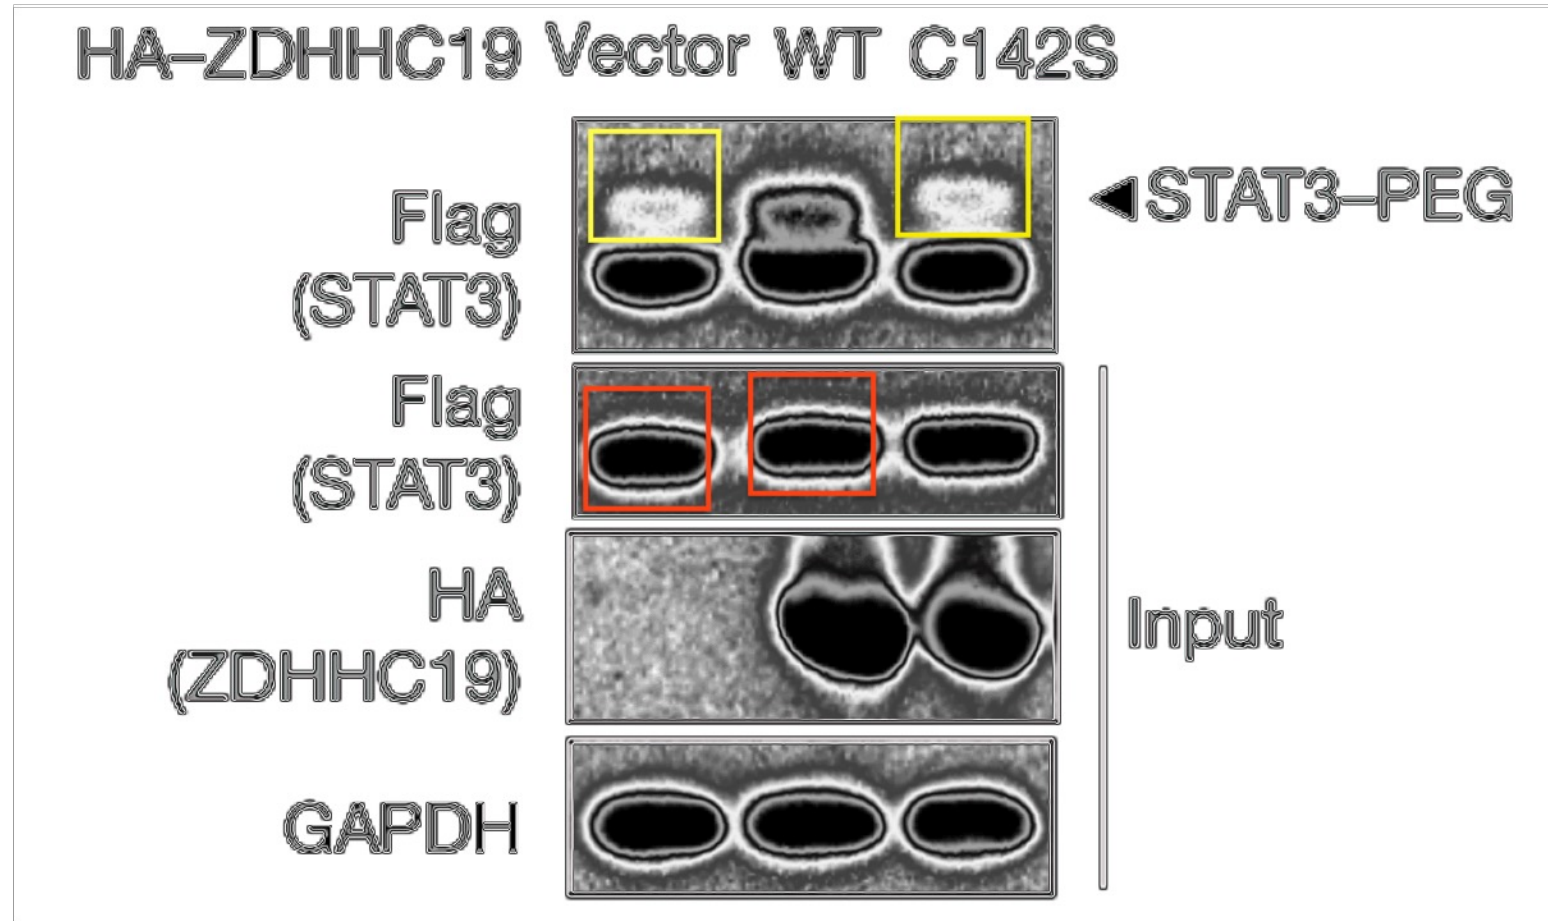 HA–ZDHHC19 Vector WT C142S
Flag
(STAT3)
STAT3–PEG
Flag
(STAT3)
HA
(ZDHHC19)
Input
GAPDH